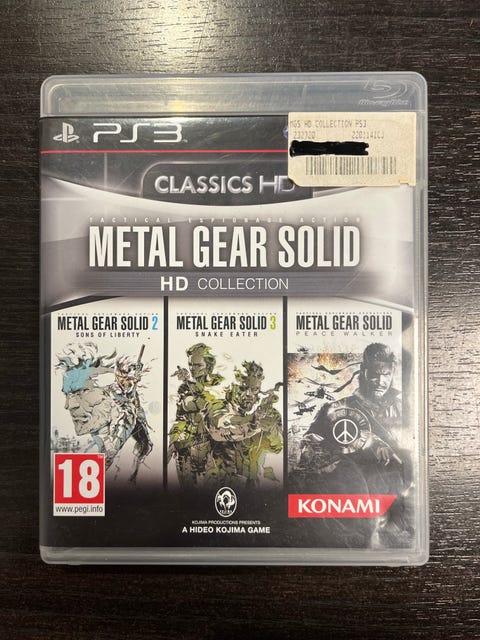 Blu-ray Disc
PS3
MGS HD COLLECTION PS3
232720 220114ICJ
CLASSICS HD
TACTICAL ESPIONAGE ACTION
METAL GEAR SOLID
HD COLLECTION
METAL GEAR SOLID 2
SONS OF LIBERTY
METAL GEAR SOLID 3
SNAKE EATER
METAL GEAR SOLID
PEACE WALKER
18
www.pegi.info
KOJIMA PRODUCTIONS PRESENTS
A HIDEO KOJIMA GAME
KONAMI